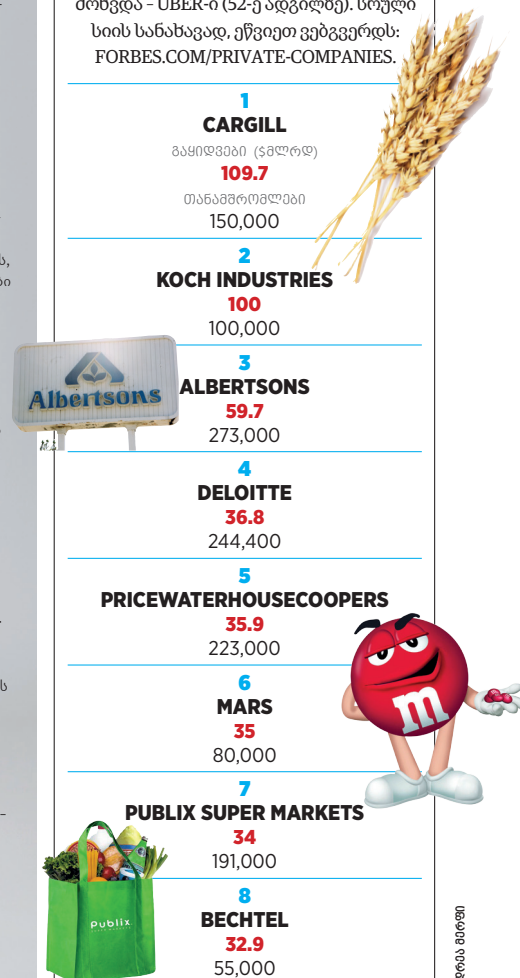 მოხვდა – UBER-ი (52-ე ადგილზე). სრული
სიის სანახავად, ეწვიეთ ვებგვერდს:
FORBES.COM/PRIVATE-COMPANIES.
1
CARGILL
გაყიდვები ($მლრდ)
109.7
თანამშრომლები
150,000
2
KOCH INDUSTRIES
100
100,000
Albertsons
3
ALBERTSONS
59.7
273,000
4
DELOITTE
36.8
244,400
5
PRICEWATERHOUSECOOPERS
35.9
223,000
6
MARS
35
80,000
m
7
PUBLIX SUPER MARKETS
34
191,000
Publix
8
BECHTEL
32.9
55,000
მერფი